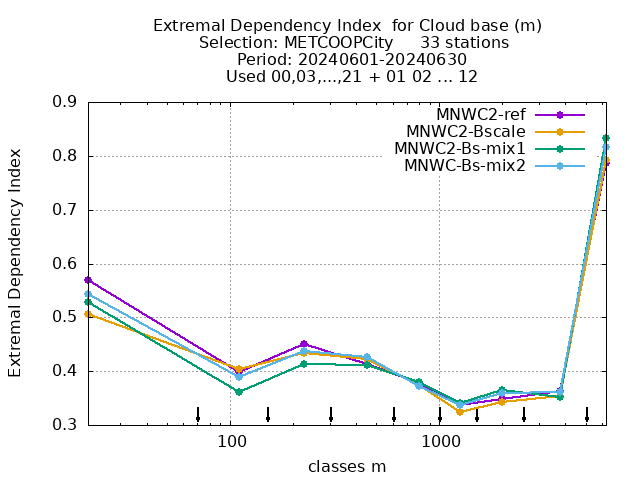 Extremal Dependency Index  for Cloud base (m)
Selection: METCOOPCity     33 stations
Period: 20240601-20240630
Used 00,03,...,21 + 01 02 ... 12
MNWC2-ref
MNWC2-Bscale
MNWC2-Bs-mix1
MNWC-Bs-mix2
Extremal Dependency Index
0.9
0.8
0.7
0.6
0.5
0.4
0.3
100
1000
classes m